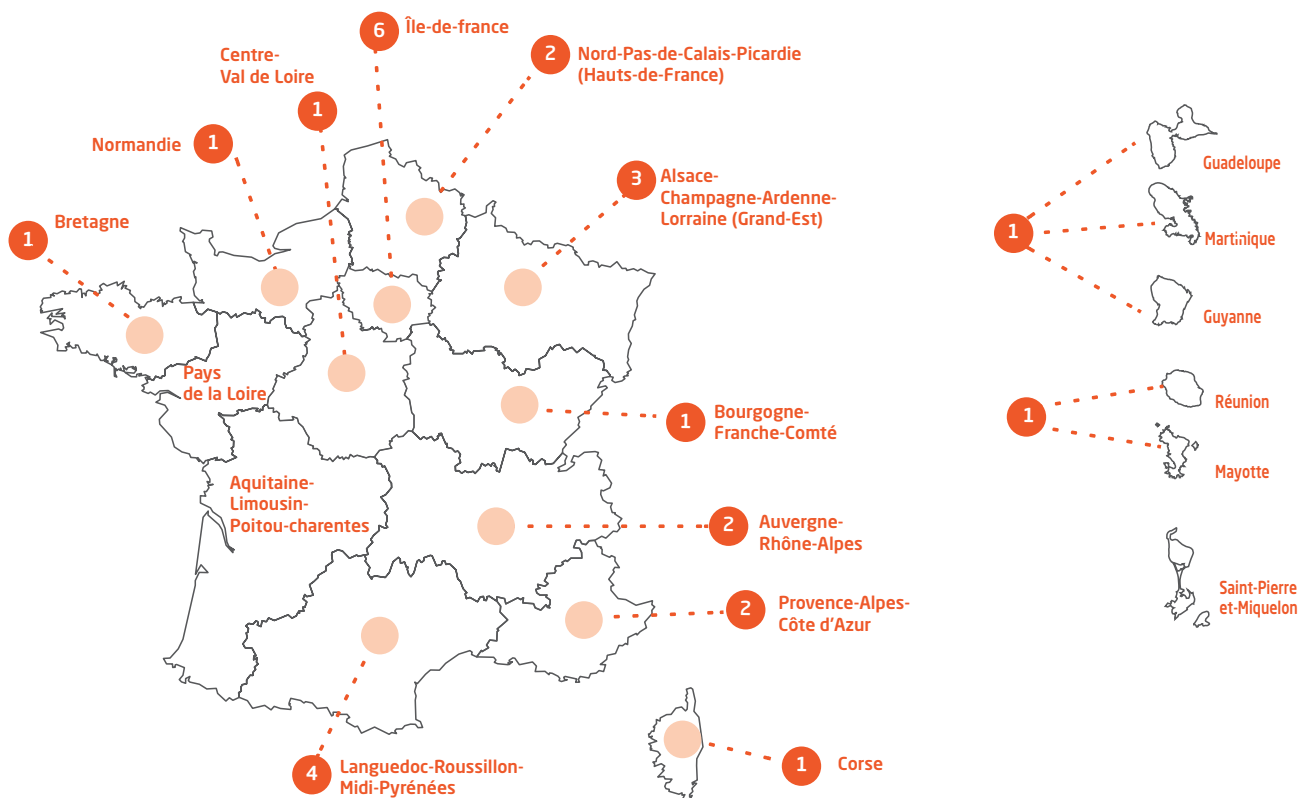 6 Île-de-france
2 Nord-Pas-de-Calais-Picardie
(Hauts-de-France)
Centre-
Val de Loire
1
Normandie 1
3 Alsace-
Champagne-Ardenne-
Lorraine (Grand-Est)
1 Bretagne
Pays
de la Loire
1 Bourgogne-
Franche-Comté
Aquitaine-
Limousin-
Poitou-charentes
2 Auvergne-
Rhône-Alpes
2 Provence-Alpes-
Côte d'Azur
4 Languedoc-Roussillon-
Midi-Pyrénées
1 Corse
1
Guadeloupe
Martinique
Guyanne
1
Réunion
Mayotte
Saint-Pierre
et-Miquelon